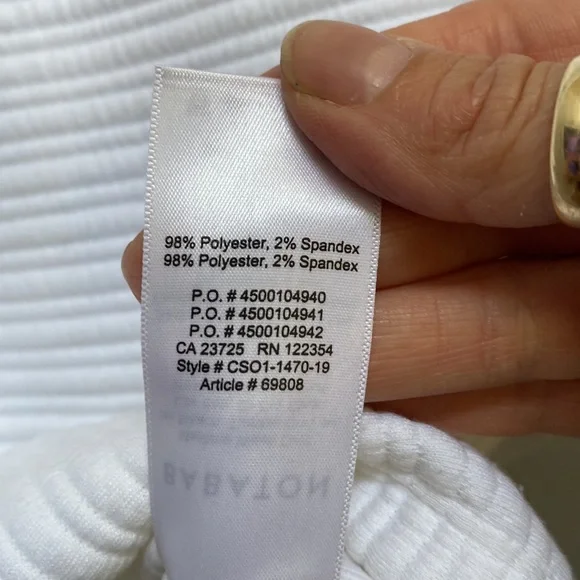 98% Polyester, 2% Spandex
98% Polyester, 2% Spandex
P.O. # 4500104940
P.O. # 4500104941
P.O. # 4500104942
CA 23725 RN 122354
Style # CSO1-1470-19
Article # 69808
BABATON